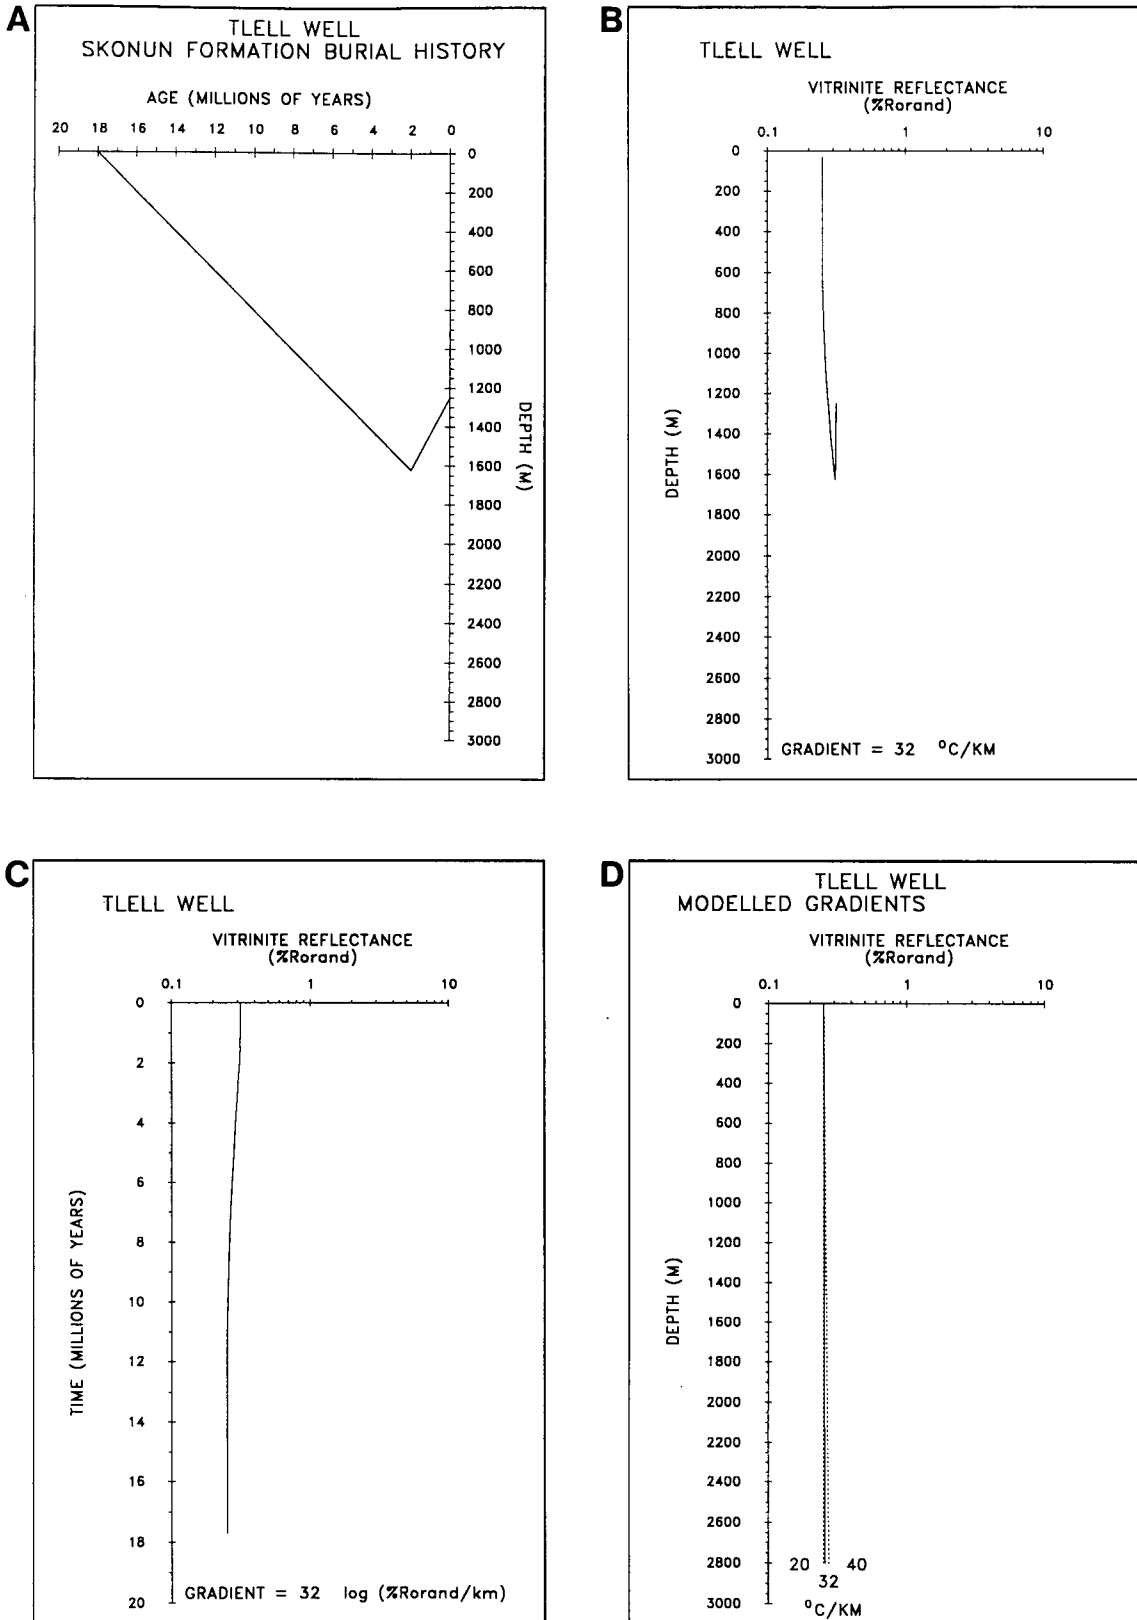 A
TLELL WELL
SKONUN FORMATION BURIAL HISTORY
AGE (MILLIONS OF YEARS)
20 18 16 14 12 10 8 6 4 2 0
0
200
400
600
800
1000
1200
1400
1600
1800
2000
2200
2400
2600
2800
3000
DEPTH (M)
B
TLELL WELL
VITRINITE REFLECTANCE
(%Rorand)
0.1 1 10
0
200
400
600
800
1000
1200
1400
1600
1800
2000
2200
2400
2600
2800
3000
DEPTH (M)
GRADIENT = 32 °C/KM
C
TLELL WELL
VITRINITE REFLECTANCE
(%Rorand)
0.1 1 10
0
2
4
6
8
10
12
14
16
18
20
TIME (MILLIONS OF YEARS)
GRADIENT = 32 log (%Rorand/km)
D
TLELL WELL
MODELLED GRADIENTS
VITRINITE REFLECTANCE
(%Rorand)
0.1 1 10
0
200
400
600
800
1000
1200
1400
1600
1800
2000
2200
2400
2600
2800
3000
DEPTH (M)
20 40
32
°C/KM